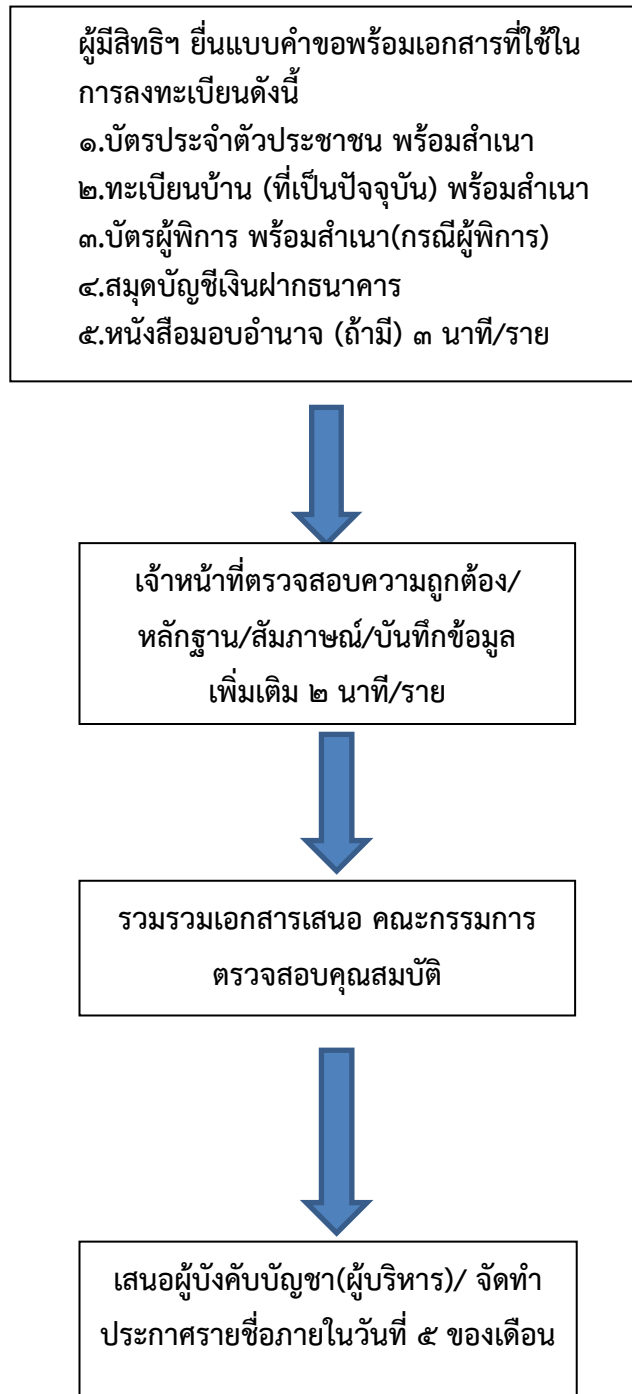 ผู้มีสิทธิฯ ยื่นแบบคำขอพร้อมเอกสารที่ใช้ใน
การลงทะเบียนดังนี้
๑.บัตรประจำตัวประชาชน พร้อมสำเนา
๒.ทะเบียนบ้าน (ที่เป็นปัจจุบัน) พร้อมสำเนา
๓.บัตรผู้พิการ พร้อมสำเนา(กรณีผู้พิการ)
๔.สมุดบัญชีเงินฝากธนาคาร
๕.หนังสือมอบอำนาจ (ถ้ามี) ๓ นาที/ราย
เจ้าหน้าที่ตรวจสอบความถูกต้อง/
หลักฐาน/สัมภาษณ์/บันทึกข้อมูล
เพิ่มเติม ๒ นาที/ราย
รวมรวมเอกสารเสนอ คณะกรรมการ
ตรวจสอบคุณสมบัติ
เสนอผู้บังคับบัญชา(ผู้บริหาร)/ จัดทำ
ประกาศรายชื่อภายในวันที่ ๕ ของเดือน